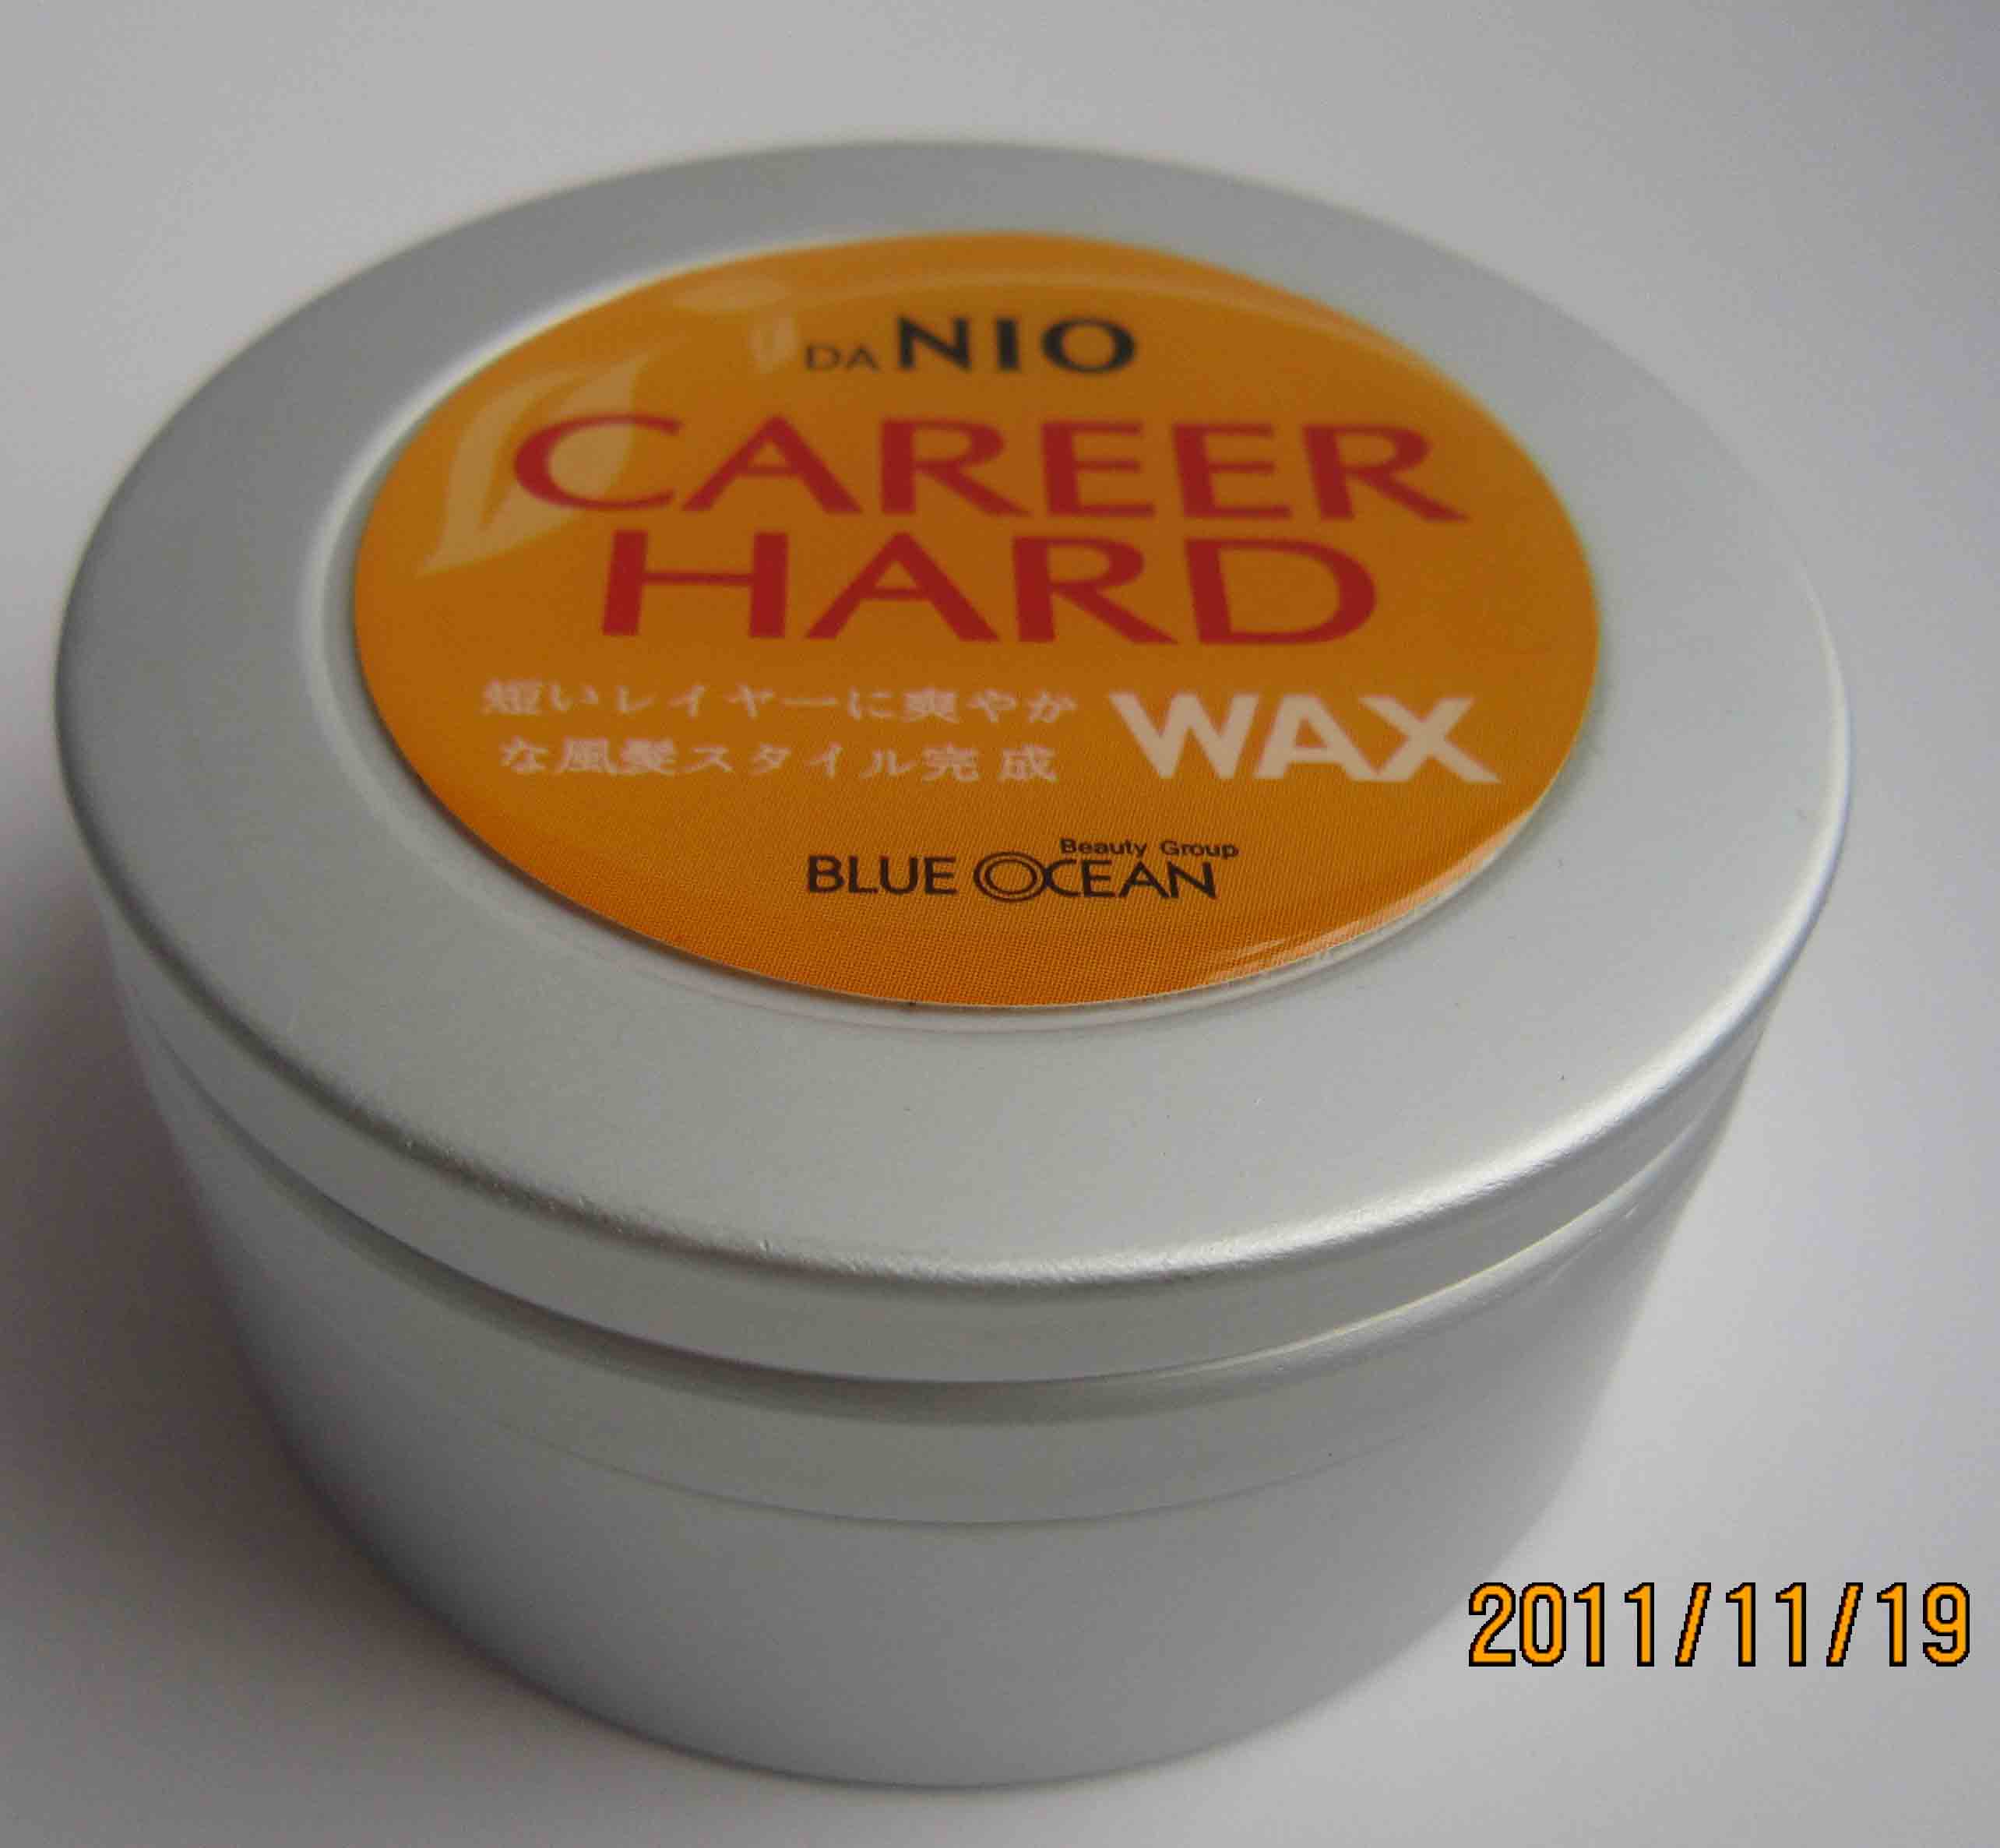 DA NIO
CAREER
HARD
短いレイヤーに爽やか
な風髪スタイル完成
WAX
Beauty Group
BLUE OCEAN
2011/11/19